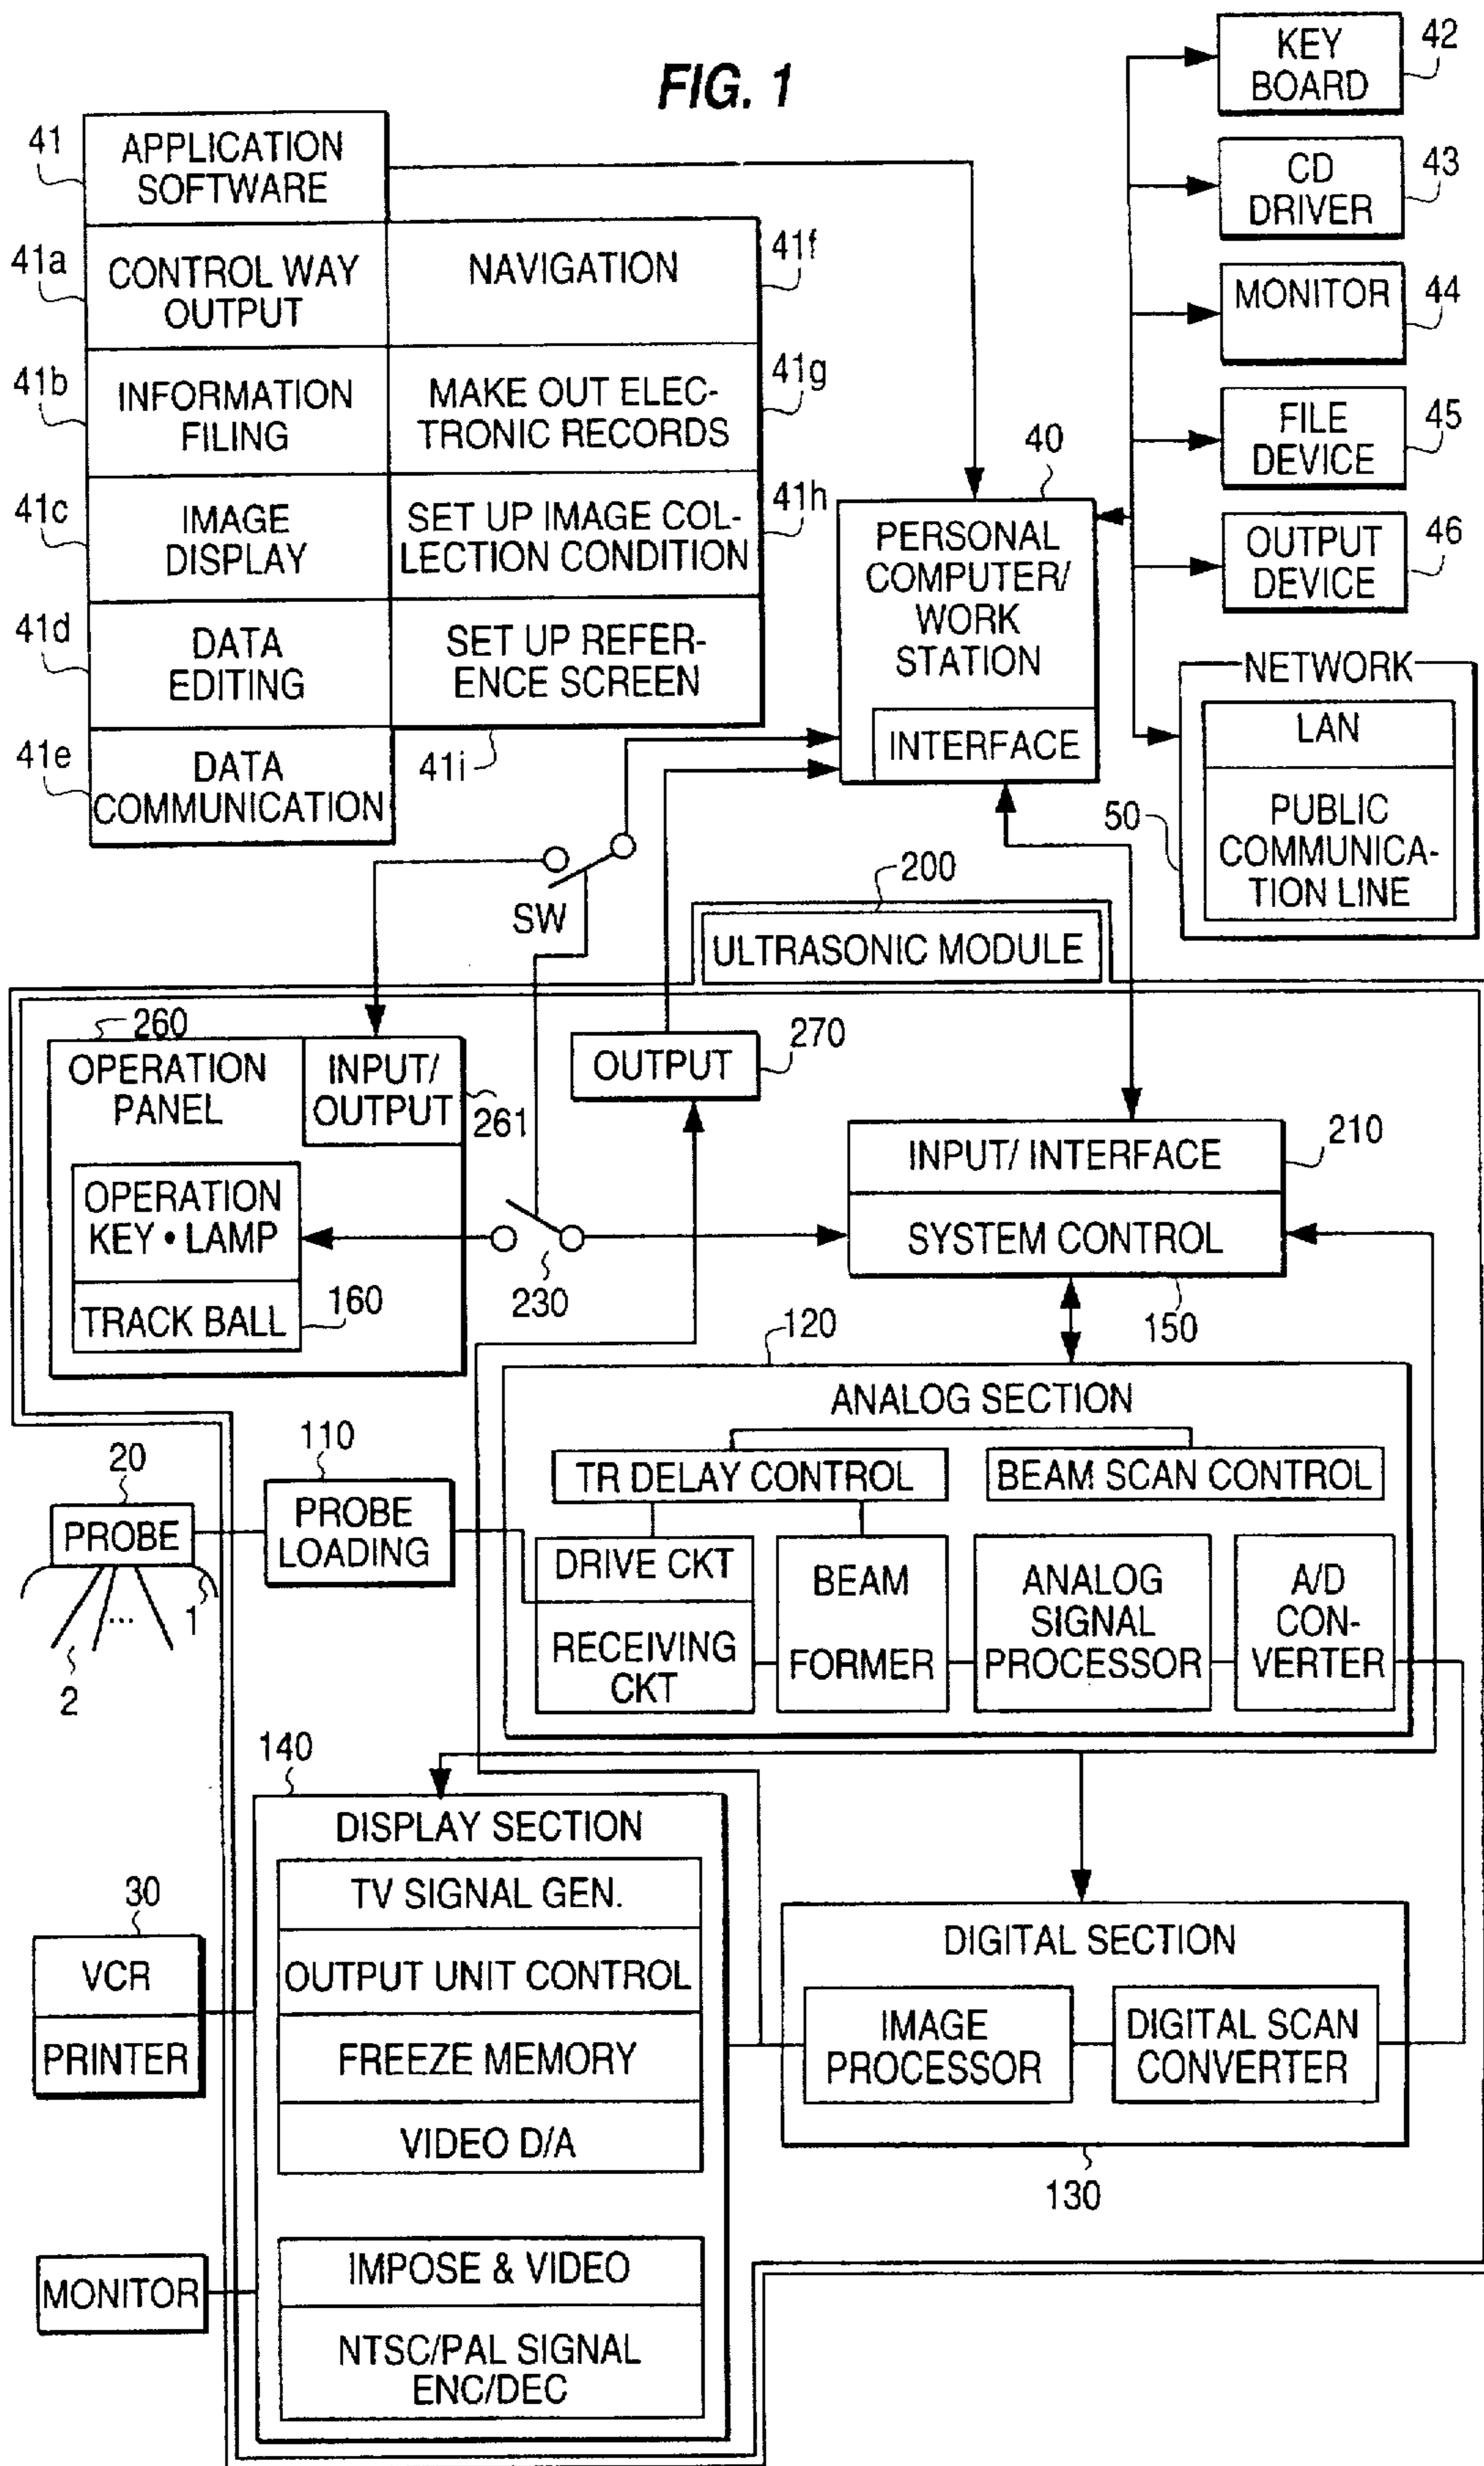 FIG. 1
41
APPLICATION
SOFTWARE
41a
CONTROL WAY
OUTPUT
NAVIGATION
41f
41b
INFORMATION
FILING
MAKE OUT ELEC-
TRONIC RECORDS
41g
41c
IMAGE
DISPLAY
SET UP IMAGE COL-
LECTION CONDITION
41h
41d
DATA
EDITING
SET UP REFER-
ENCE SCREEN
41e
DATA
COMMUNICATION
41i
KEY
BOARD
42
CD
DRIVER
43
MONITOR
44
FILE
DEVICE
45
OUTPUT
DEVICE
46
40
PERSONAL
COMPUTER/
WORK
STATION
INTERFACE
NETWORK
LAN
50
PUBLIC
COMMUNICA-
TION LINE
SW
200
ULTRASONIC MODULE
260
OPERATION
PANEL
INPUT/
OUTPUT
261
OPERATION
KEY • LAMP
TRACK BALL
160
OUTPUT
270
230
INPUT/ INTERFACE
210
SYSTEM CONTROL
150
120
ANALOG SECTION
TR DELAY CONTROL
BEAM SCAN CONTROL
DRIVE CKT
RECEIVING
CKT
BEAM
FORMER
ANALOG
SIGNAL
PROCESSOR
A/D
CON-
VERTER
20
PROBE
1
...
2
110
PROBE
LOADING
140
DISPLAY SECTION
TV SIGNAL GEN.
OUTPUT UNIT CONTROL
FREEZE MEMORY
VIDEO D/A
IMPOSE & VIDEO
NTSC/PAL SIGNAL
ENC/DEC
30
VCR
PRINTER
MONITOR
DIGITAL SECTION
IMAGE
PROCESSOR
DIGITAL SCAN
CONVERTER
130